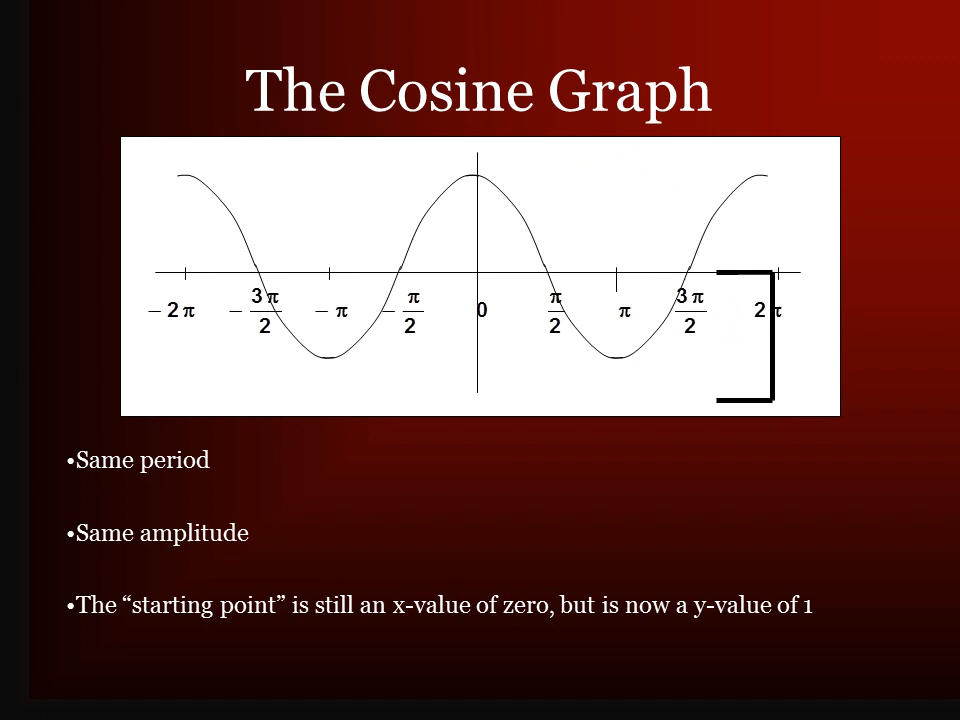 The Cosine Graph
− 2 π − 3 π / 2 − π − π / 2 0 π / 2 π 3 π / 2 2 π
•Same period
•Same amplitude
•The “starting point” is still an x-value of zero, but is now a y-value of 1